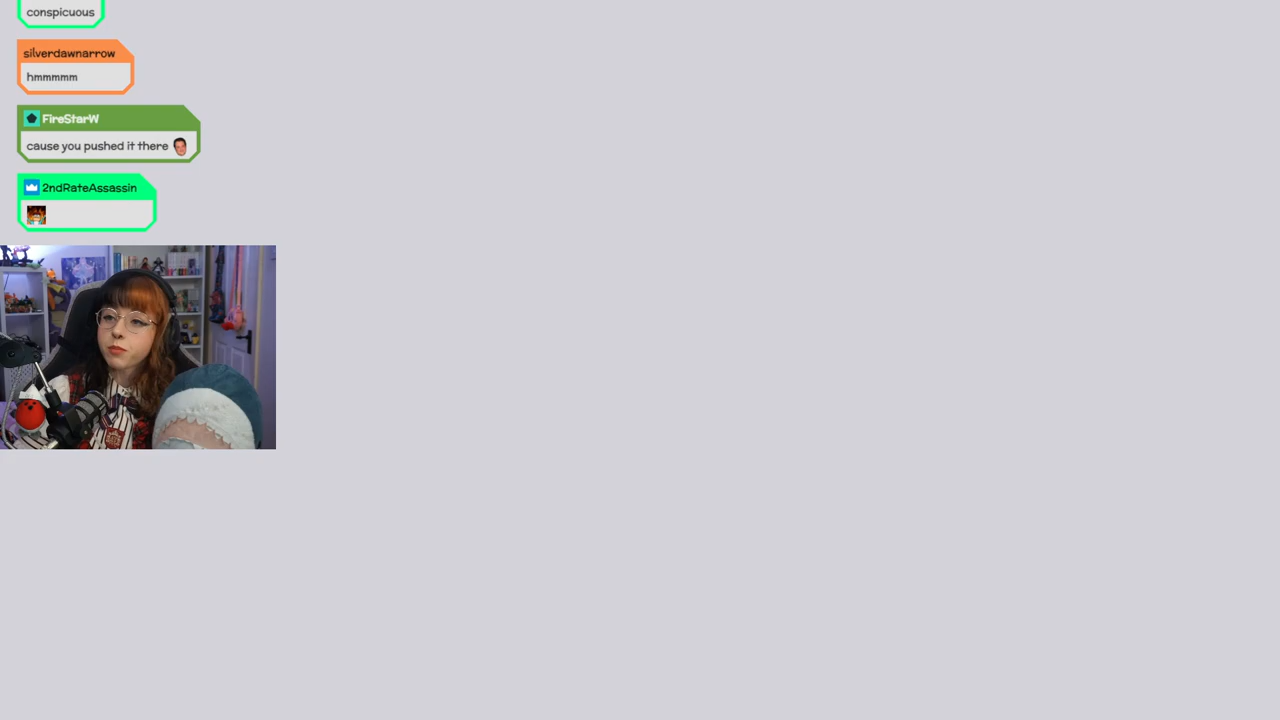 conspicuous
silverdawnarrow
hmmmmm
FireStarW
cause you pushed it there
2ndRateAssassin